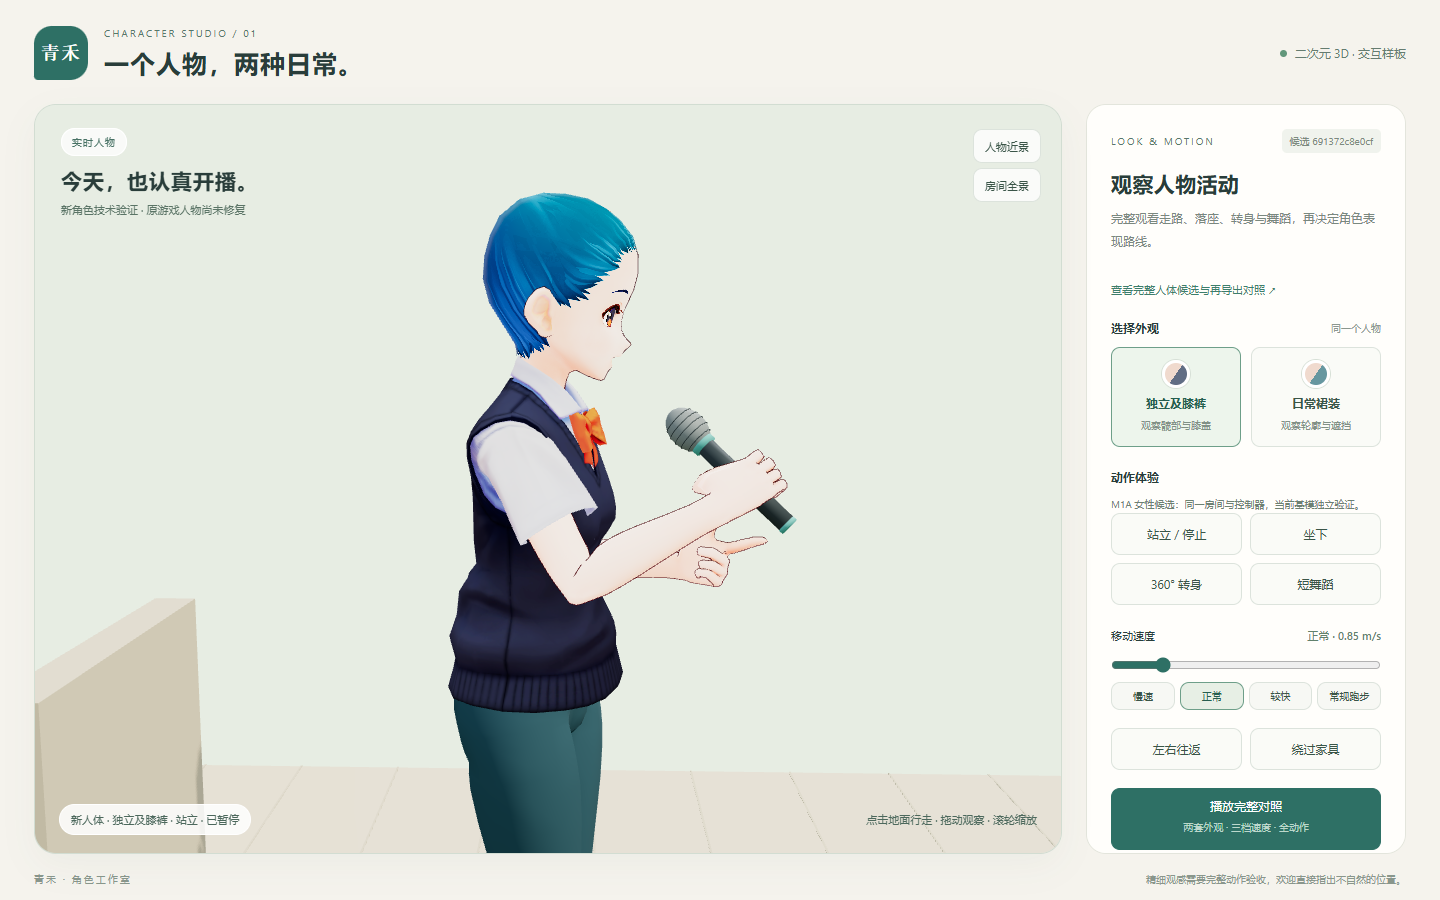 青禾
CHARACTER STUDIO / 01
一个人物，两种日常。
二次元 3D · 交互样板
实时人物
今天，也认真开播。
新角色技术验证 · 原游戏人物尚未修复
人物近景
房间全景
新人体 · 独立及膝裤 · 站立 · 已暂停
点击地面行走 · 拖动观察 · 滚轮缩放
LOOK & MOTION
候选 691372c8e0cf
观察人物活动
完整观看走路、落座、转身与舞蹈，再决定角色表
现路线。
查看完整人体候选与再导出对照 ↗
选择外观
同一个人物
独立及膝裤
观察髋部与膝盖
日常裙装
观察轮廓与遮挡
动作体验
M1A 女性候选：同一房间与控制器，当前基模独立验证。
站立 / 停止
坐下
360° 转身
短舞蹈
移动速度
正常 · 0.85 m/s
慢速
正常
较快
常规跑步
左右往返
绕过家具
播放完整对照
两套外观 · 三档速度 · 全动作
青禾 · 角色工作室
精细观感需要完整动作验收，欢迎直接指出不自然的位置。